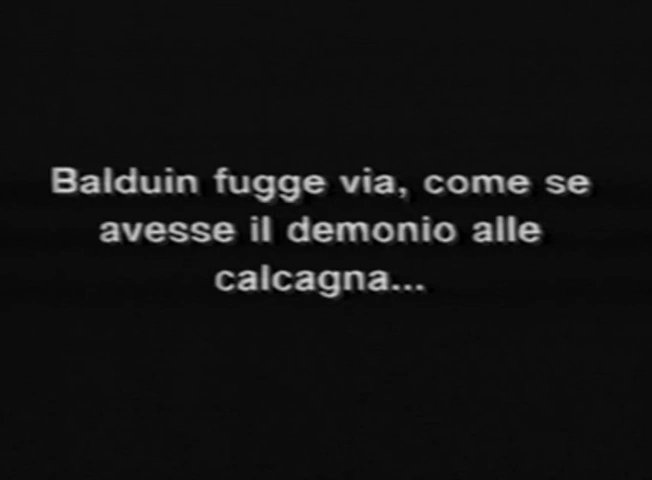 Balduin fugge via, come se
avesse il demonio alle
calcagna...